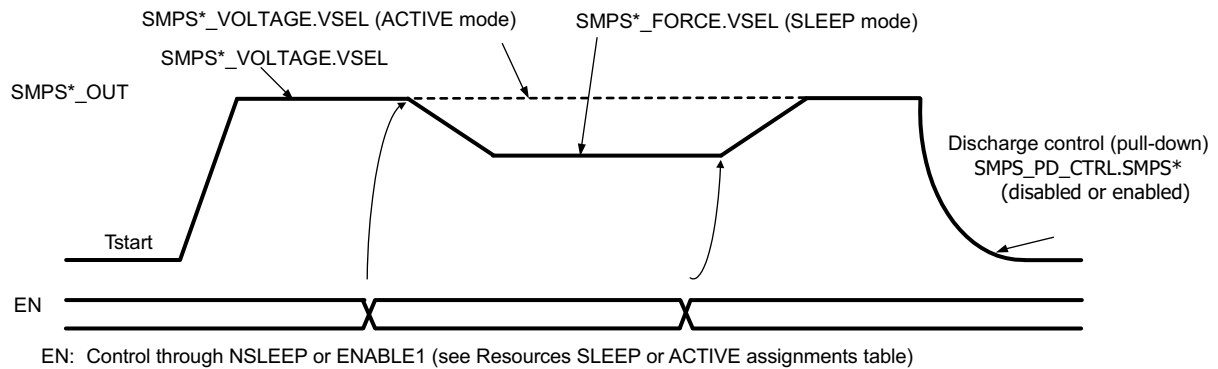 SMPS*_VOLTAGE.VSEL (ACTIVE mode)
SMPS*_FORCE.VSEL (SLEEP mode)
SMPS*_VOLTAGE.VSEL
SMPS*_OUT
Discharge control (pull-down)
SMPS_PD_CTRL.SMPS*
(disabled or enabled)
Tstart
EN
EN: Control through NSLEEP or ENABLE1 (see Resources SLEEP or ACTIVE assignments table)